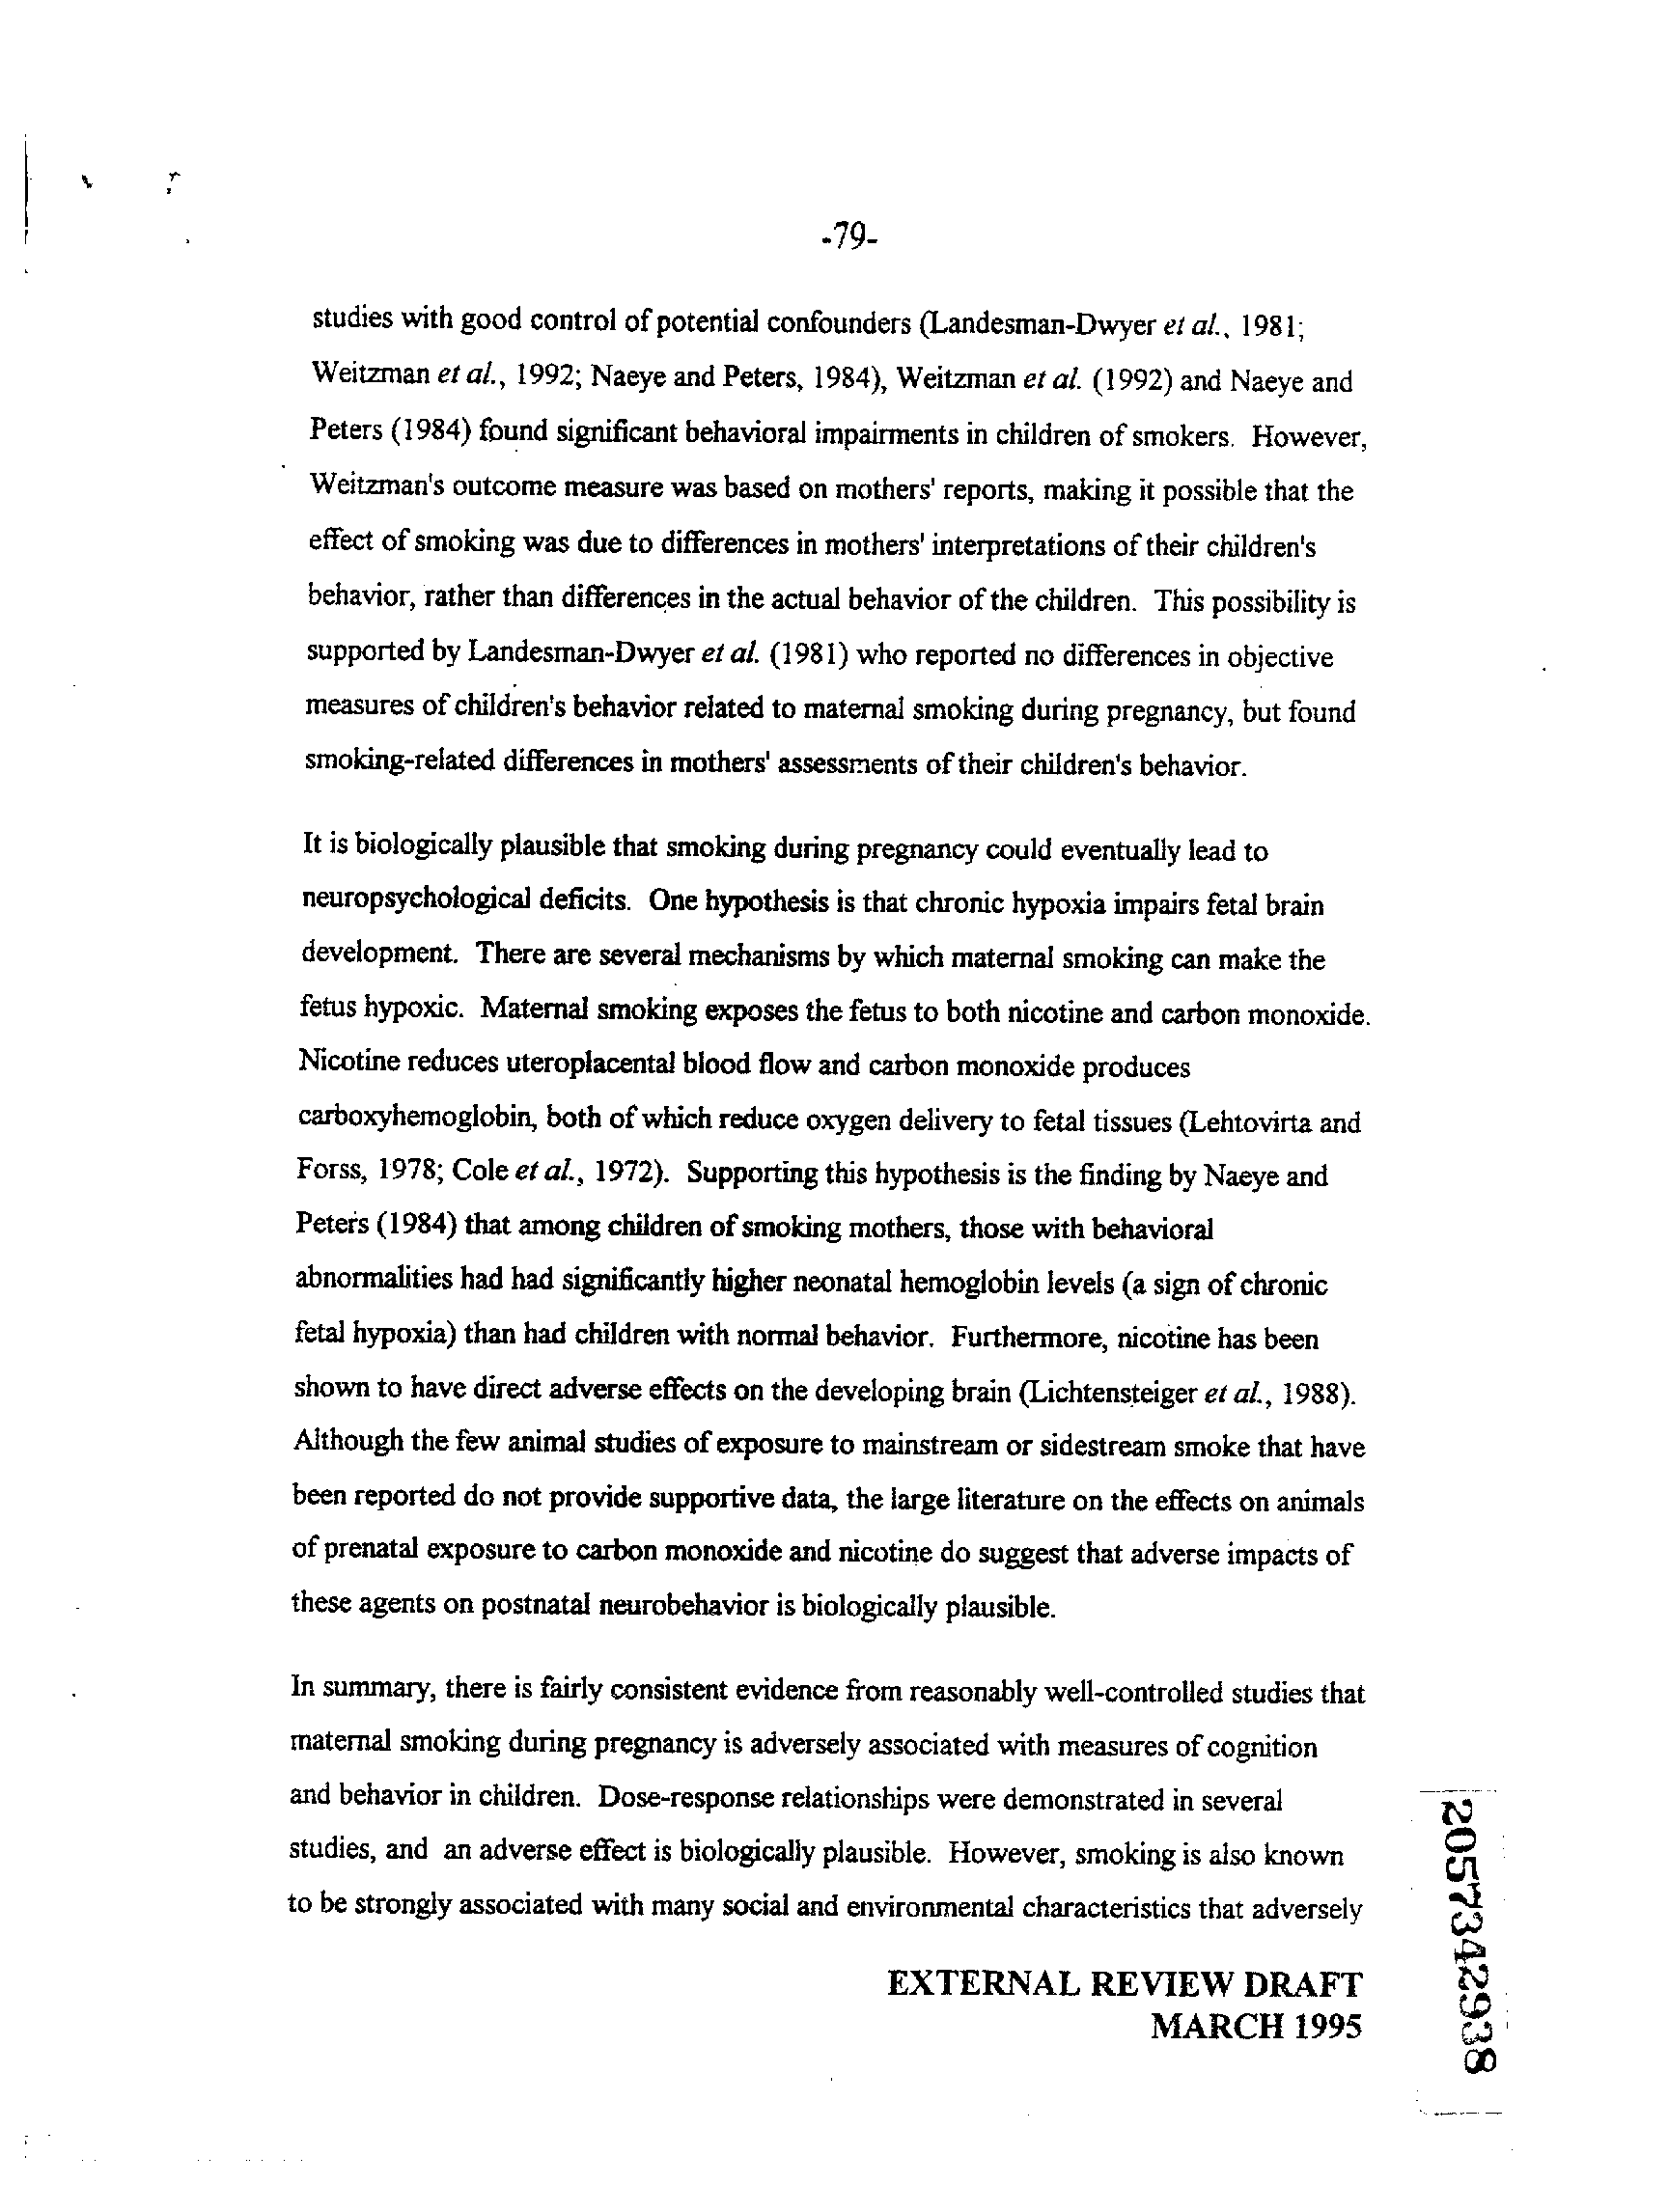 -79-
studies with good control of potential confounders (Landesman-Dwyer et al., 1981;
Weitzman et al., 1992; Naeye and Peters, 1984), Weitzman et al. (1992) and Naeye and
Peters (1984) found significant behavioral impairments in children of smokers.  However,
Weitzman's outcome measure was based on mothers' reports, making it possible that the
effect of smoking was due to differences in mothers' interpretations of their children's
behavior, rather than differences in the actual behavior of the children.  This possibility is
supported by Landesman-Dwyer et al. (1981) who reported no differences in objective
measures of children's behavior related to maternal smoking during pregnancy, but found
smoking-related differences in mothers' assessments of their children's behavior.
It is biologically plausible that smoking during pregnancy could eventually lead to
neuropsychological deficits.  One hypothesis is that chronic hypoxia impairs fetal brain
development.  There are several mechanisms by which maternal smoking can make the
fetus hypoxic.  Maternal smoking exposes the fetus to both nicotine and carbon monoxide.
Nicotine reduces uteroplacental blood flow and carbon monoxide produces
carboxyhemoglobin, both of which reduce oxygen delivery to fetal tissues (Lehtovirta and
Forss, 1978; Cole et al., 1972).  Supporting this hypothesis is the finding by Naeye and
Peters (1984) that among children of smoking mothers, those with behavioral
abnormalities had had significantly higher neonatal hemoglobin levels (a sign of chronic
fetal hypoxia) than had children with normal behavior.  Furthermore, nicotine has been
shown to have direct adverse effects on the developing brain (Lichtensteiger et al., 1988).
Although the few animal studies of exposure to mainstream or sidestream smoke that have
been reported do not provide supportive data, the large literature on the effects on animals
of prenatal exposure to carbon monoxide and nicotine do suggest that adverse impacts of
these agents on postnatal neurobehavior is biologically plausible.
In summary, there is fairly consistent evidence from reasonably well-controlled studies that
maternal smoking during pregnancy is adversely associated with measures of cognition
and behavior in children.  Dose-response relationships were demonstrated in several
studies, and an adverse effect is biologically plausible.  However, smoking is also known
to be strongly associated with many social and environmental characteristics that adversely
EXTERNAL REVIEW DRAFT
MARCH 1995
2057342938